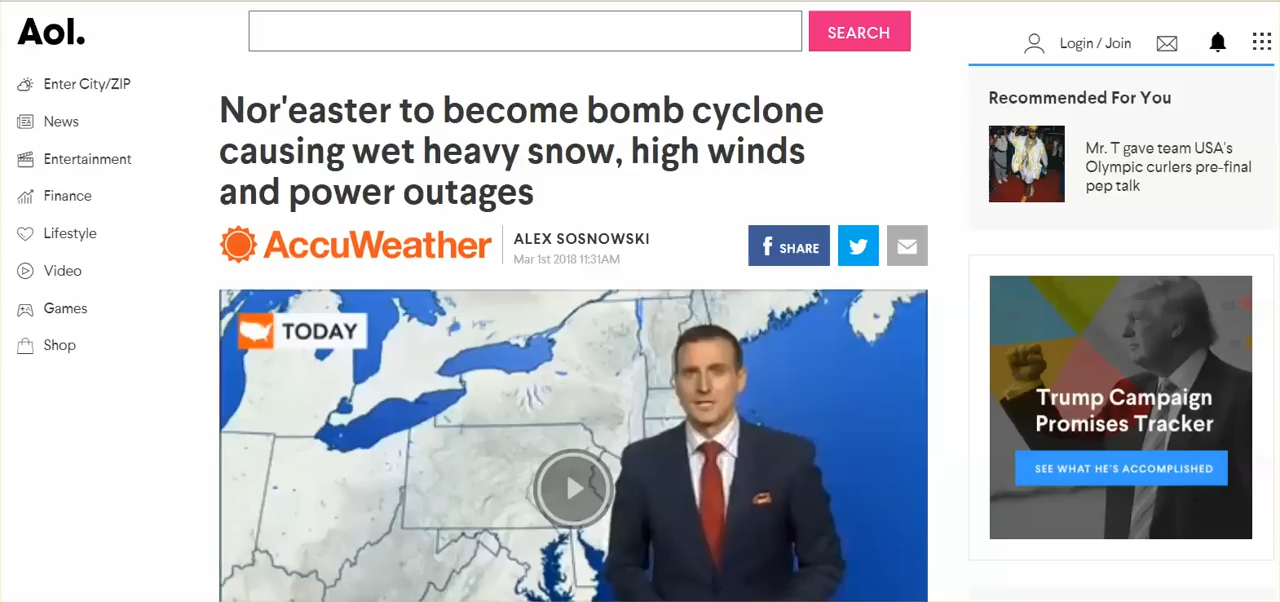 Aol.
SEARCH
Login / Join
Enter City/ZIP
News
Entertainment
Finance
Lifestyle
Video
Games
Shop
Nor'easter to become bomb cyclone
causing wet heavy snow, high winds
and power outages
AccuWeather
ALEX SOSNOWSKI
Mar 1st 2018 11:31AM
f SHARE
TODAY
Recommended For You
Mr. T gave team USA's
Olympic curlers pre-final
pep talk
Trump Campaign
Promises Tracker
SEE WHAT HE'S ACCOMPLISHED